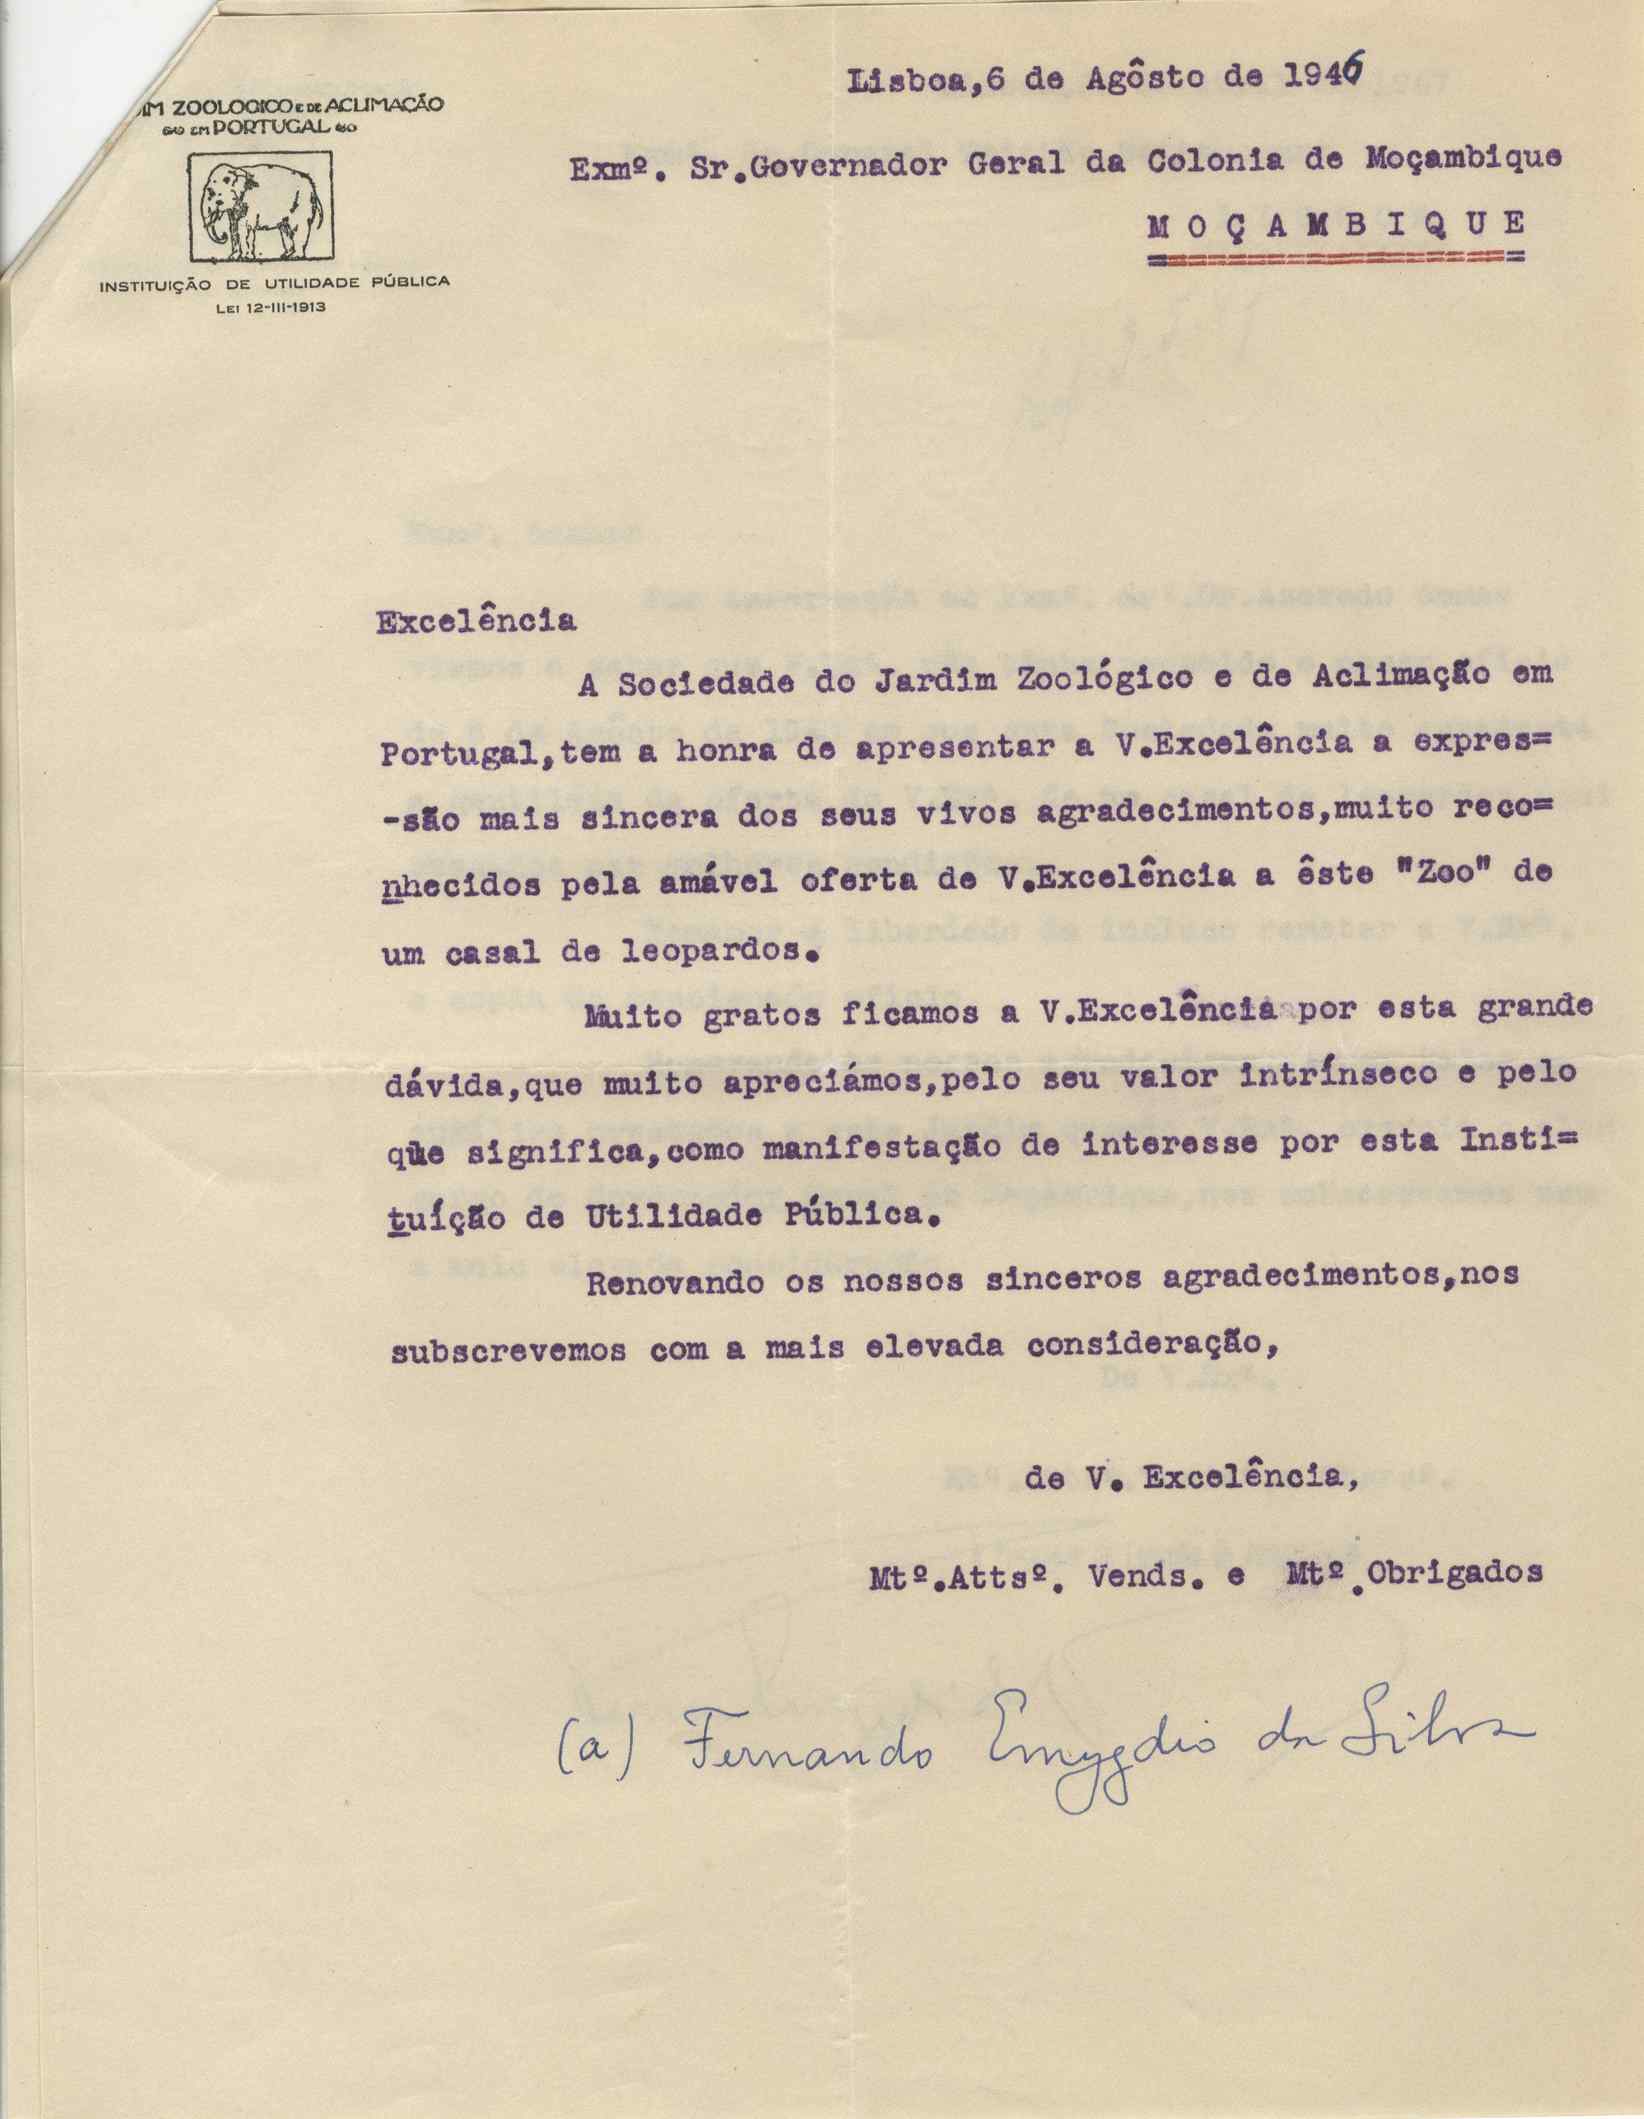 Lisboa,6 de Agôsto de 1946
ZOOLOGICO E DE ACLIMAÇÃO
EM PORTUGAL
Exmº. Sr.Governador Geral da Colonia de Moçambique
M O Ç A M B I Q U E
INSTITUIÇÃO DE UTILIDADE PÚBLICA
LEI 12-III-1913
Excelência
A Sociedade do Jardim Zoológico e de Aclimação em
Portugal,tem a honra de apresentar a V.Excelência a expres=
-são mais sincera dos seus vivos agradecimentos,muito reco=
nhecidos pela amável oferta de V.Excelência a êste "Zoo" de
um casal de leopardos.
Muito gratos ficamos a V.Excelência por esta grande
dávida,que muito apreciámos,pelo seu valor intrínseco e pelo
que significa,como manifestação de interesse por esta Insti=
tuíção de Utilidade Pública.
Renovando os nossos sinceros agradecimentos,nos
subscrevemos com a mais elevada consideração,
de V. Excelência,
Mtº.Attsº. Vends. e Mtº.Obrigados
(a) Fernando Emygdio da Silva